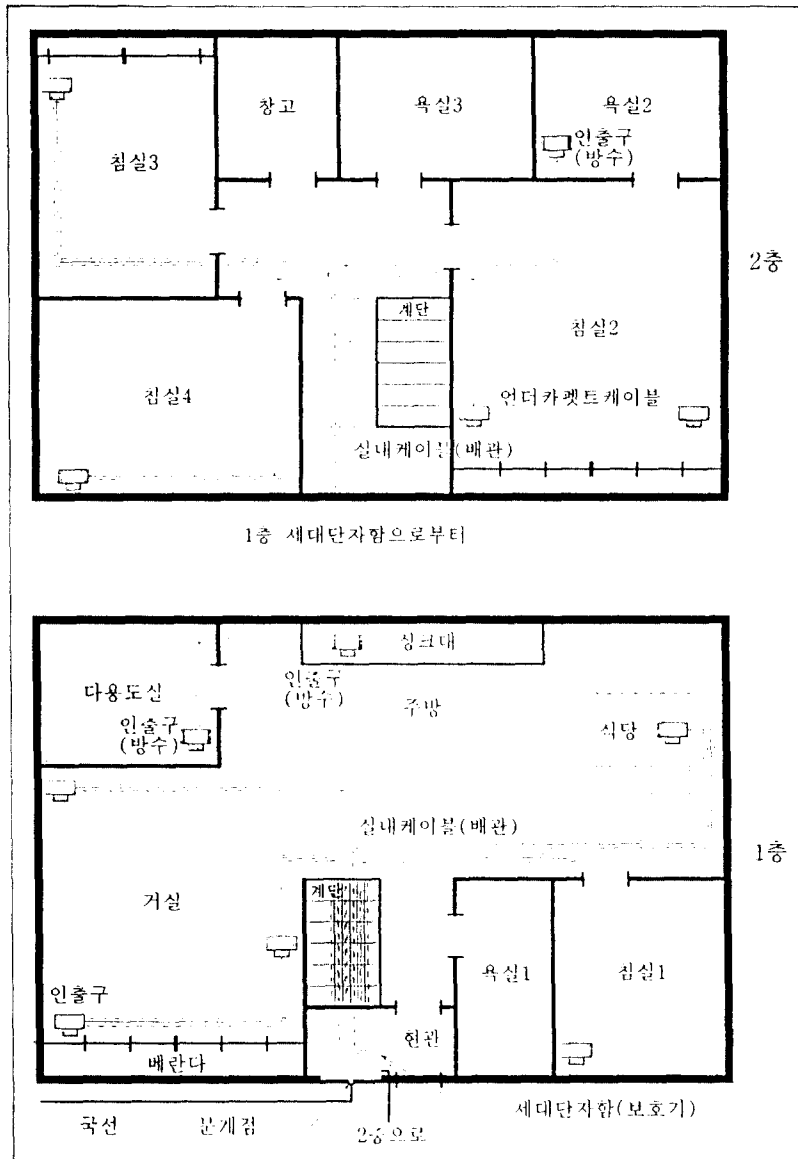 창고
욕실3
욕실2
인출구
(방수)
침실3
2층
계단
침실2
침실4
언더카펫트케이블
실내케이블(배관)
1층 세대단자함으로부터
싱크대
다용도실
인출구
(방수)
주방
인출구
(방수)
식당
실내케이블(배관)
1층
계단
거실
욕실1
침실1
인출구
현관
베란다
세대단자함(보호기)
국선
분계점
2층으로